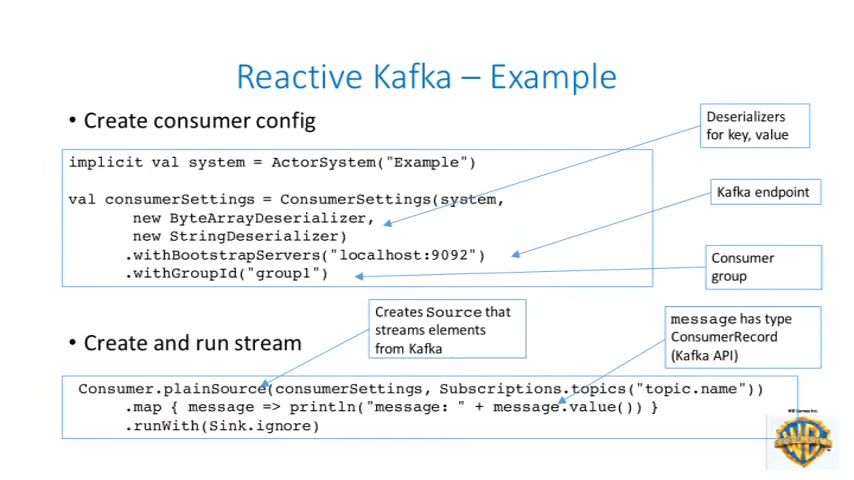 Reactive Kafka – Example
• Create consumer config
Deserializers
for key, value
implicit val system = ActorSystem("Example")
val consumerSettings = ConsumerSettings(system,
new ByteArrayDeserializer,
new StringDeserializer)
.withBootstrapServers("localhost:9092")
.withGroupId("group1")
Kafka endpoint
Consumer
group
• Create and run stream
Creates Source that
streams elements
from Kafka
message has type
ConsumerRecord
(Kafka API)
Consumer.plainSource(consumerSettings, Subscriptions.topics("topic.name"))
.map { message => println("message: " + message.value()) }
.runWith(Sink.ignore)
WB Games Inc.